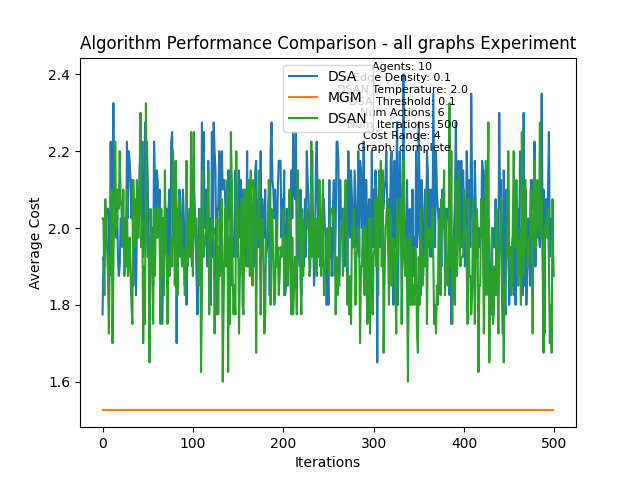 Algorithm Performance Comparison - all graphs Experiment
2.4
2.2
2.0
1.8
1.6
Average Cost
0
100
200
300
400
500
Iterations
DSA
MGM
DSAN
Agents: 10
Edge Density: 0.1
DSAN Temperature: 2.0
DSA Threshold: 0.1
Num Actions: 6
Num Iterations: 500
Cost Range: 4
Graph: complete